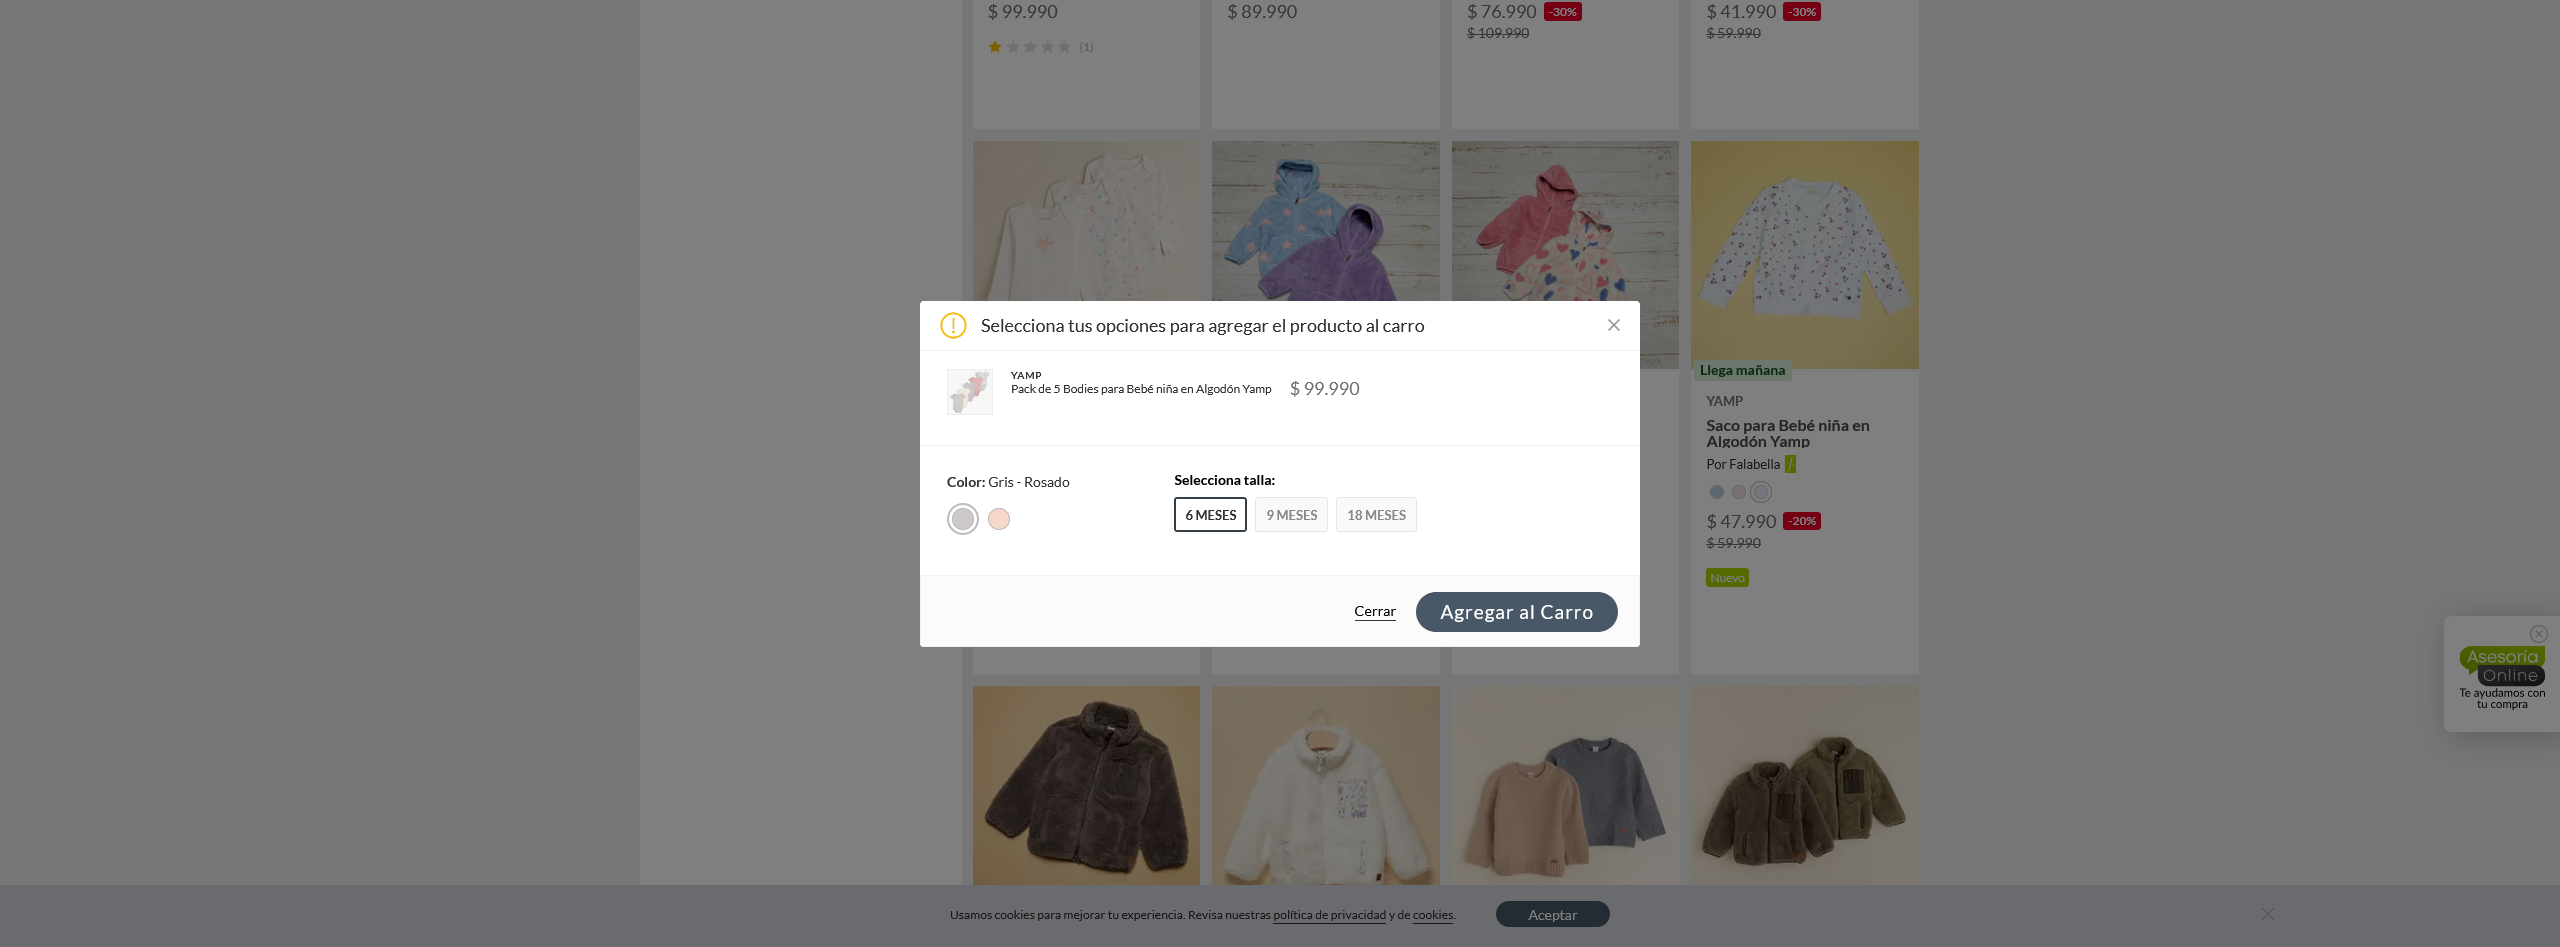 $ 99.990
$ 89.990
$ 76.990 -30%
$ 41.990 -30%
$ 109.990
$ 59.990
(1)
Selecciona tus opciones para agregar el producto al carro
YAMP
Pack de 5 Bodies para Bebé niña en Algodón Yamp
$ 99.990
Color: Gris - Rosado
Selecciona talla:
6 MESES
9 MESES
18 MESES
Cerrar
Agregar al Carro
Llega mañana
YAMP
Saco para Bebé niña en
Algodón Yamp
Por Falabella
$ 47.990 -20%
$ 59.990
Nuevo
Asesoría
Online
Te ayudamos con
tu compra
Usamos cookies para mejorar tu experiencia. Revisa nuestras política de privacidad y de cookies.
Aceptar